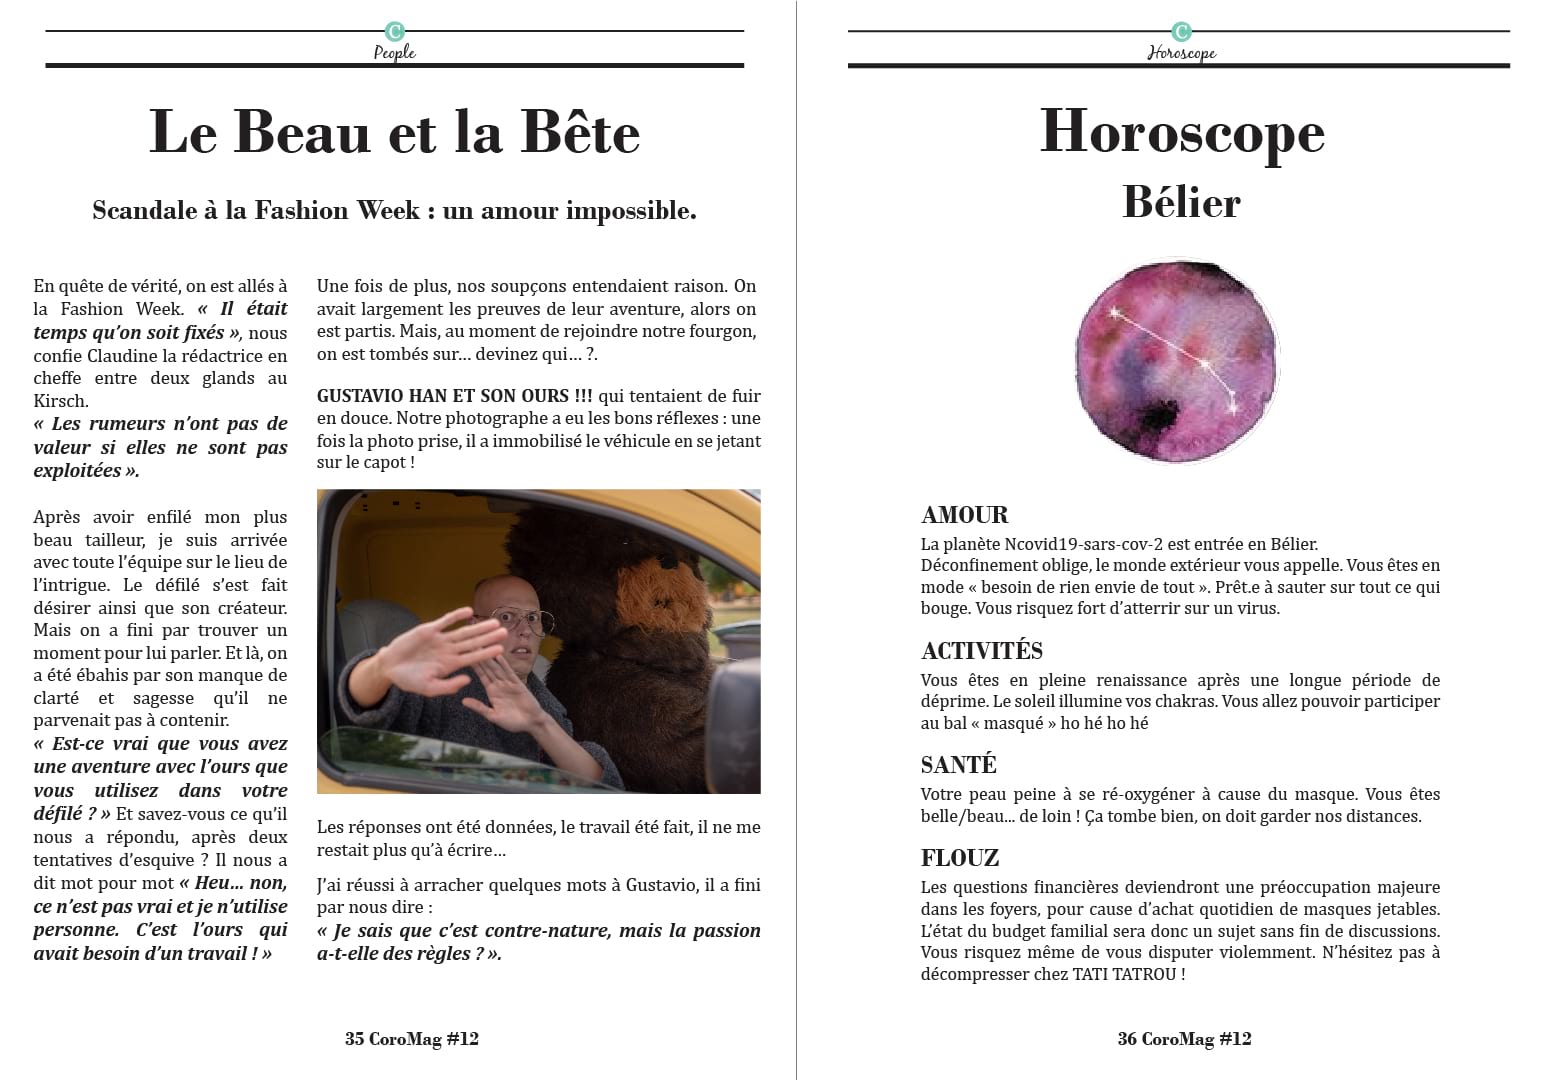 C
People
Le Beau et la Bête
Scandale à la Fashion Week : un amour impossible.
En quête de vérité, on est allés à
la Fashion Week. « Il était
temps qu'on soit fixés », nous
confie Claudine la rédactrice en
cheffe entre deux glands au
Kirsch.
« Les rumeurs n'ont pas de
valeur si elles ne sont pas
exploitées ».
Après avoir enfilé mon plus
beau tailleur, je suis arrivée
avec toute l'équipe sur le lieu de
l'intrigue. Le défilé s'est fait
désirer ainsi que son créateur.
Mais on a fini par trouver un
moment pour lui parler. Et là, on
a été ébahis par son manque de
clarté et sagesse qu'il ne
parvenait pas à contenir.
« Est-ce vrai que vous avez
une aventure avec l'ours que
vous utilisez dans votre
défilé ? » Et savez-vous ce qu'il
nous a répondu, après deux
tentatives d'esquive ? Il nous a
dit mot pour mot « Heu... non,
ce n'est pas vrai et je n'utilise
personne. C'est l'ours qui
avait besoin d'un travail ! »
Une fois de plus, nos soupçons entendaient raison. On
avait largement les preuves de leur aventure, alors on
est partis. Mais, au moment de rejoindre notre fourgon,
on est tombés sur... devinez qui... ?.
GUSTAVIO HAN ET SON OURS !!! qui tentaient de fuir
en douce. Notre photographe a eu les bons réflexes : une
fois la photo prise, il a immobilisé le véhicule en se jetant
sur le capot !
Les réponses ont été données, le travail été fait, il ne me
restait plus qu'à écrire...
J'ai réussi à arracher quelques mots à Gustavio, il a fini
par nous dire :
« Je sais que c'est contre-nature, mais la passion
a-t-elle des règles ? ».
35 CoroMag #12
C
Horoscope
Horoscope
Bélier
AMOUR
La planète Ncovid19-sars-cov-2 est entrée en Bélier.
Déconfinement oblige, le monde extérieur vous appelle. Vous êtes en
mode « besoin de rien envie de tout ». Prêt.e à sauter sur tout ce qui
bouge. Vous risquez fort d'atterrir sur un virus.
ACTIVITÉS
Vous êtes en pleine renaissance après une longue période de
déprime. Le soleil illumine vos chakras. Vous allez pouvoir participer
au bal « masqué » ho hé ho hé
SANTÉ
Votre peau peine à se ré-oxygéner à cause du masque. Vous êtes
belle/beau... de loin ! Ça tombe bien, on doit garder nos distances.
FLOUZ
Les questions financières deviendront une préoccupation majeure
dans les foyers, pour cause d'achat quotidien de masques jetables.
L'état du budget familial sera donc un sujet sans fin de discussions.
Vous risquez même de vous disputer violemment. N'hésitez pas à
décompresser chez TATI TATROU !
36 CoroMag #12